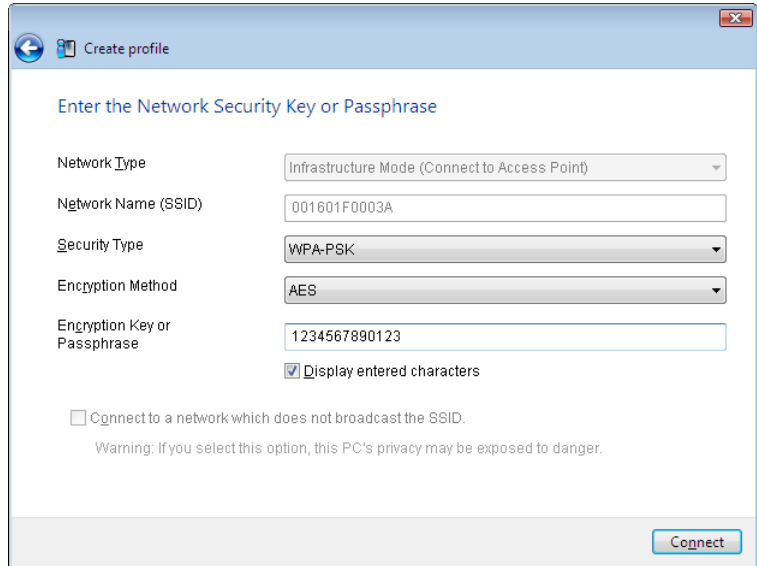 Create profile
Enter the Network Security Key or Passphrase
Network Type
Infrastructure Mode (Connect to Access Point)
Network Name (SSID)
001601F0003A
Security Type
WPA-PSK
Encryption Method
AES
Encryption Key or
Passphrase
1234567890123
Display entered characters
Connect to a network which does not broadcast the SSID.
Warning: If you select this option, this PC's privacy may be exposed to danger.
Connect